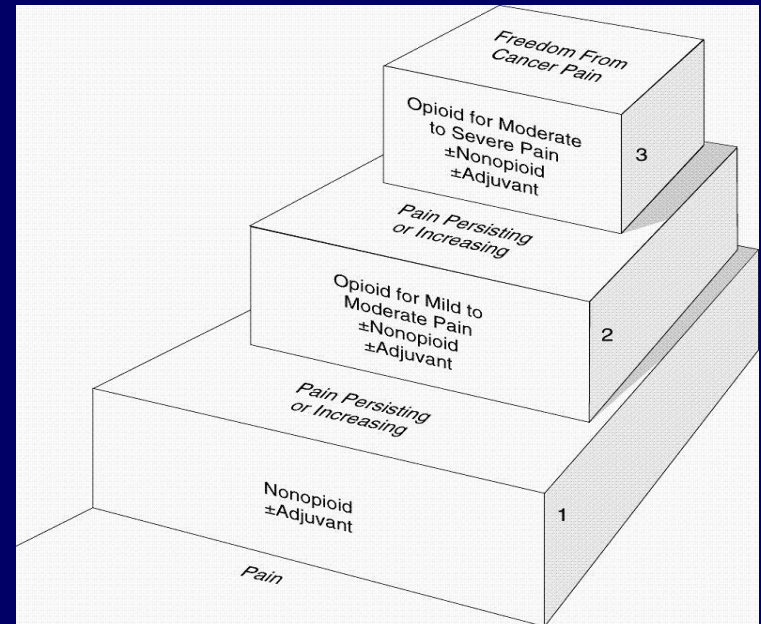 Freedom From
Cancer Pain
Opioid for Moderate
to Severe Pain
±Nonopioid
±Adjuvant
3
Pain Persisting
or Increasing
Opioid for Mild to
Moderate Pain
±Nonopioid
±Adjuvant
2
Pain Persisting
or Increasing
Nonopioid
±Adjuvant
1
Pain